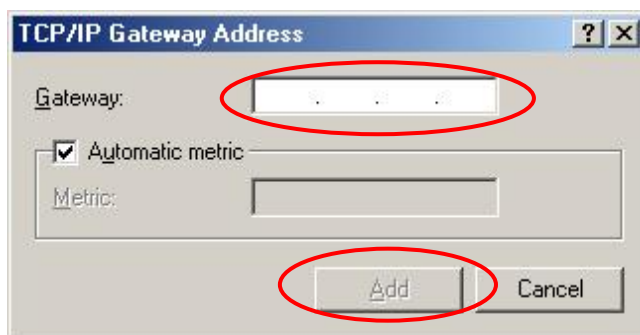 TCP/IP Gateway Address
Gateway: . . .
Automatic metric
Metric:
Add Cancel